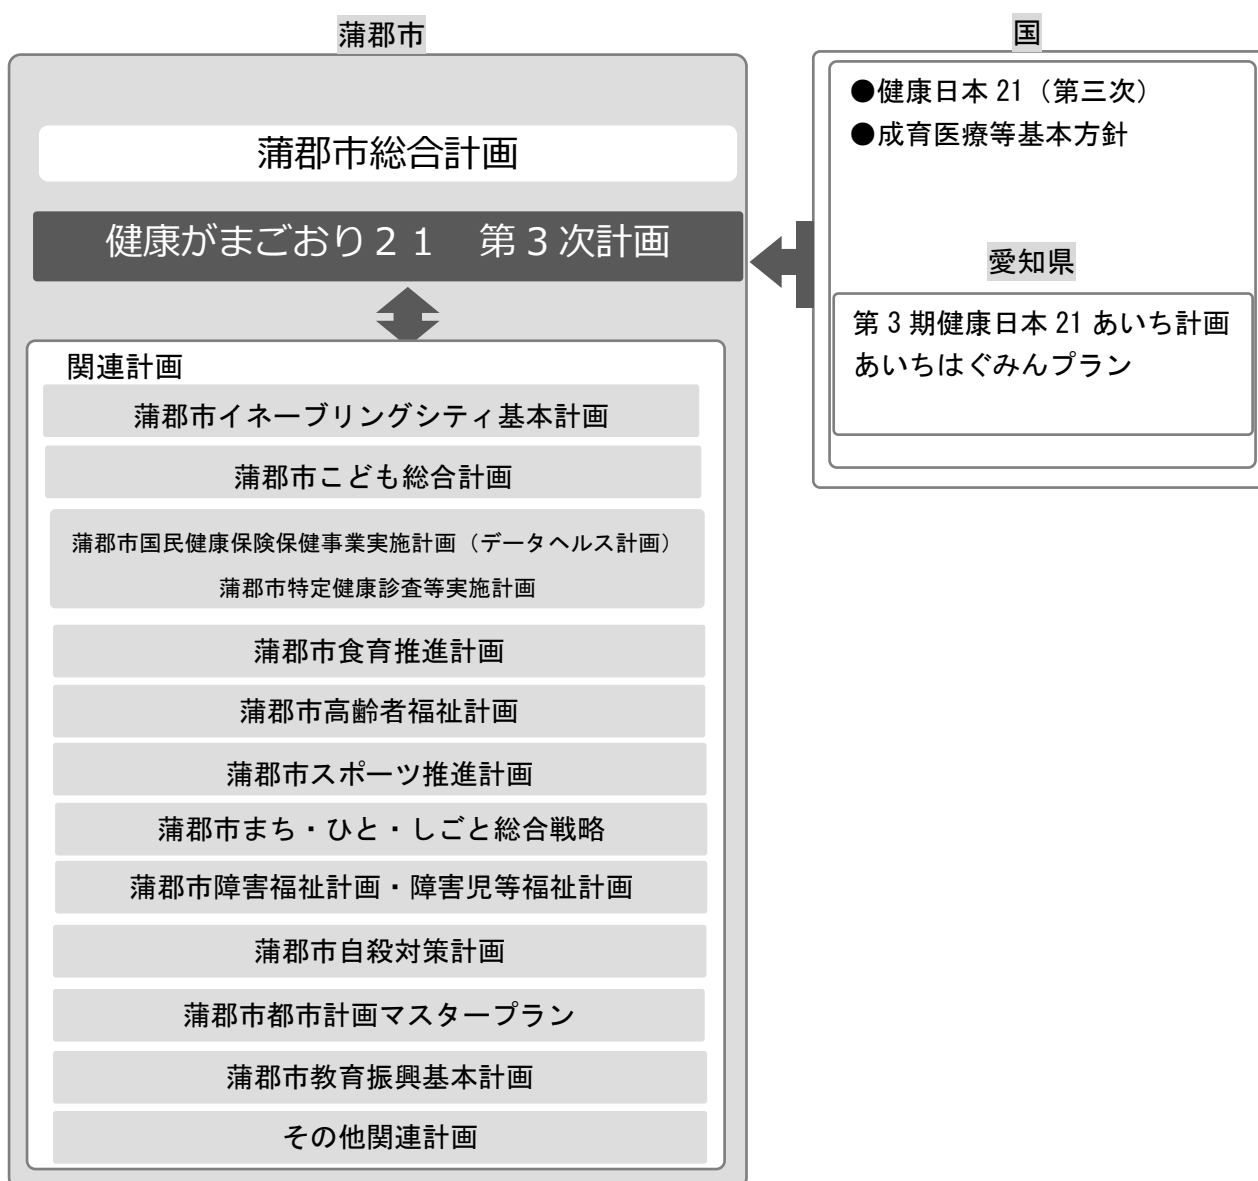 蒲郡市
蒲郡市総合計画
健康がまごおり２１　第３次計画
関連計画
蒲郡市イネーブリングシティ基本計画
蒲郡市こども総合計画
蒲郡市国民健康保険保健事業実施計画（データヘルス計画）
蒲郡市特定健康診査等実施計画
蒲郡市食育推進計画
蒲郡市高齢者福祉計画
蒲郡市スポーツ推進計画
蒲郡市まち・ひと・しごと総合戦略
蒲郡市障害福祉計画・障害児等福祉計画
蒲郡市自殺対策計画
蒲郡市都市計画マスタープラン
蒲郡市教育振興基本計画
その他関連計画
国
●健康日本 21（第三次）
●成育医療等基本方針
愛知県
第 3 期健康日本 21 あいち計画
あいちはぐみんプラン